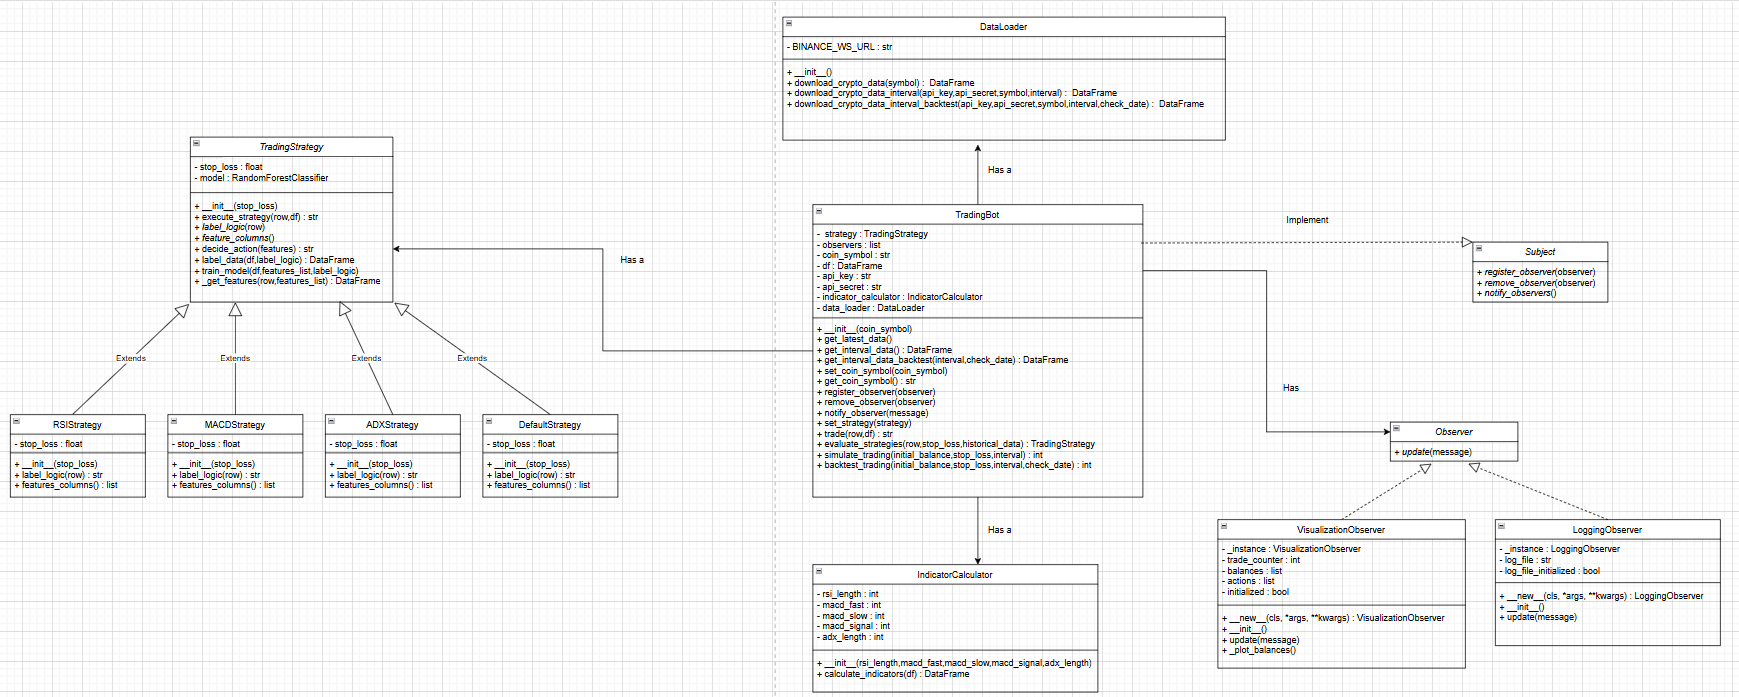 DataLoader
- BINANCE_WS_URL : str
+ __init__()
+ download_crypto_data(symbol) : DataFrame
+ download_crypto_data_interval(api_key,api_secret,symbol,interval) : DataFrame
+ download_crypto_data_interval_backtest(api_key,api_secret,symbol,interval,check_date) : DataFrame
Has a
TradingStrategy
- stop_loss : float
- model : RandomForestClassifier
+ __init__(stop_loss)
+ execute_strategy(row,df) : str
+ label_logic(row)
+ feature_columns()
+ decide_action(features) : str
+ label_data(df,label_logic) : DataFrame
+ train_model(df,features_list,label_logic)
+ _get_features(row,features_list) : DataFrame
Has a
Extends
Extends
Extends
Extends
RSIStrategy
- stop_loss : float
+ __init__(stop_loss)
+ label_logic(row) : str
+ features_columns() : list
MACDStrategy
- stop_loss : float
+ __init__(stop_loss)
+ label_logic(row) : str
+ features_columns() : list
ADXStrategy
- stop_loss : float
+ __init__(stop_loss)
+ label_logic(row) : str
+ features_columns() : list
DefaultStrategy
- stop_loss : float
+ __init__(stop_loss)
+ label_logic(row) : str
+ features_columns() : list
TradingBot
- strategy : TradingStrategy
- observers : list
- coin_symbol : str
- df : DataFrame
- api_key : str
- api_secret : str
- indicator_calculator : IndicatorCalculator
- data_loader : DataLoader
+ __init__(coin_symbol)
+ get_latest_data()
+ get_interval_data() : DataFrame
+ get_interval_data_backtest(interval,check_date) : DataFrame
+ set_coin_symbol(coin_symbol)
+ get_coin_symbol() : str
+ register_observer(observer)
+ remove_observer(observer)
+ notify_observer(message)
+ set_strategy(strategy)
+ trade(row,df) : str
+ evaluate_strategies(row,stop_loss,historical_data) : TradingStrategy
+ simulate_trading(initial_balance,stop_loss,interval) : int
+ backtest_trading(initial_balance,stop_loss,interval,check_date) : int
Implement
Subject
+ register_observer(observer)
+ remove_observer(observer)
+ notify_observers()
Has
Observer
+ update(message)
Has a
IndicatorCalculator
- rsi_length : int
- macd_fast : int
- macd_slow : int
- macd_signal : int
- adx_length : int
+ __init__(rsi_length,macd_fast,macd_slow,macd_signal,adx_length)
+ calculate_indicators(df) : DataFrame
VisualizationObserver
- _instance : VisualizationObserver
- trade_counter : int
- balances : list
- actions : list
- initialized : bool
+ __new__(cls, *args, **kwargs) : VisualizationObserver
+ __init__()
+ update(message)
+ _plot_balances()
LoggingObserver
- _instance : LoggingObserver
- log_file : str
- log_file_initialized : bool
+ __new__(cls, *args, **kwargs) : LoggingObserver
+ __init__()
+ update(message)